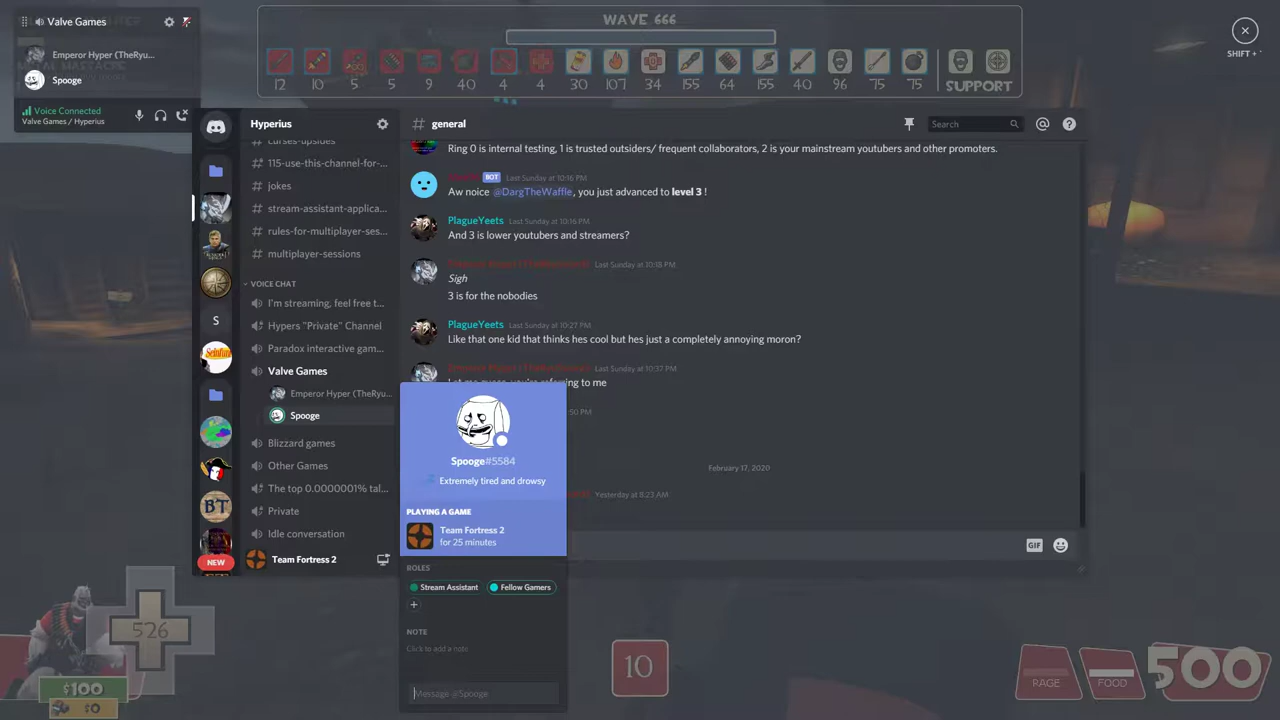 Valve Games
Emperor Hyper (TheRyu...
Spooge
Voice Connected
Valve Games / Hyperius
WAVE 666
12 10 5 5 9 40 4 4 30 107 34 155 64 155 40 96 75 75 SUPPORT
SHIFT + `
Hyperius
# general
Search
curses-upsides
# 115-use-this-channel-for-...
# jokes
# stream-assistant-applica...
# rules-for-multiplayer-ses...
# multiplayer-sessions
VOICE CHAT
I'm streaming, feel free t...
Hypers "Private" Channel
Paradox interactive gam...
Valve Games
Emperor Hyper (TheRyu...
Spooge
Blizzard games
Other Games
The top 0.0000001% tal...
Private
Idle conversation
Team Fortress 2
S
Seinfeld
BT
NEW
Ring 0 is internal testing, 1 is trusted outsiders/ frequent collaborators, 2 is your mainstream youtubers and other promoters.
BOT Last Sunday at 10:16 PM
Aw noice @DargTheWaffle, you just advanced to level 3 !
PlagueYeets Last Sunday at 10:16 PM
And 3 is lower youtubers and streamers?
Last Sunday at 10:18 PM
Sigh
3 is for the nobodies
PlagueYeets Last Sunday at 10:27 PM
Like that one kid that thinks hes cool but hes just a completely annoying moron?
Last Sunday at 10:37 PM
Let me guess, you're referring to me
:50 PM
February 17, 2020
Yesterday at 8:23 AM
GIF
Spooge#5584
Extremely tired and drowsy
PLAYING A GAME
Team Fortress 2
for 25 minutes
ROLES
Stream Assistant Fellow Gamers
+
NOTE
Click to add a note
Message @Spooge
526
$100
$0
10
RAGE
FOOD
500